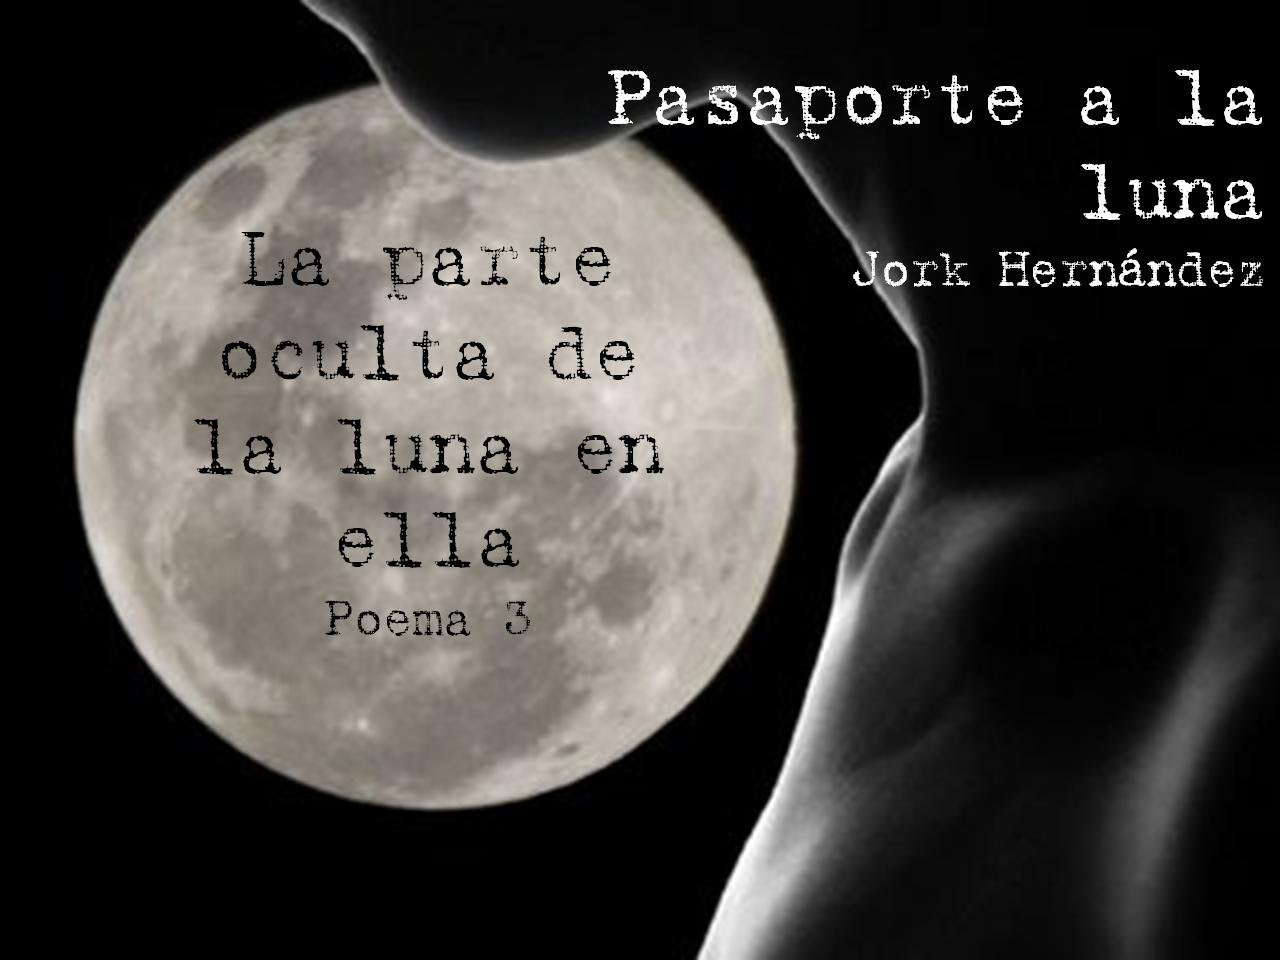 Pasaporte a la
luna
Jork Hernández
La parte
oculta de
la luna en
ella
Poema 3